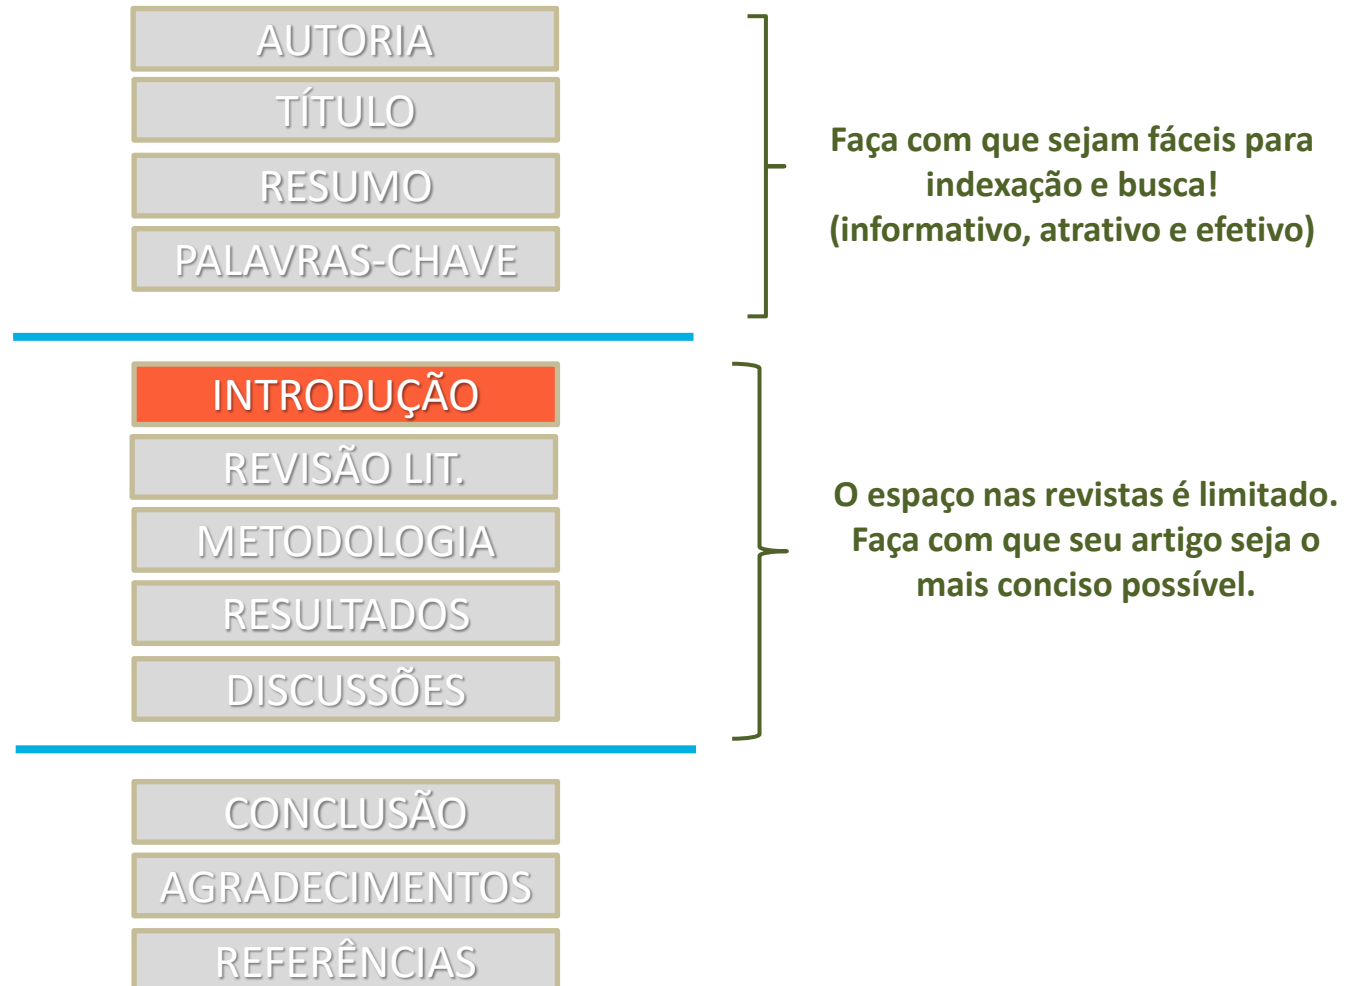 AUTORIA
TÍTULO
RESUMO
PALAVRAS-CHAVE
Faça com que sejam fáceis para
indexação e busca!
(informativo, atrativo e efetivo)
INTRODUÇÃO
REVISÃO LIT.
METODOLOGIA
RESULTADOS
DISCUSSÕES
O espaço nas revistas é limitado.
Faça com que seu artigo seja o
mais conciso possível.
CONCLUSÃO
AGRADECIMENTOS
REFERÊNCIAS